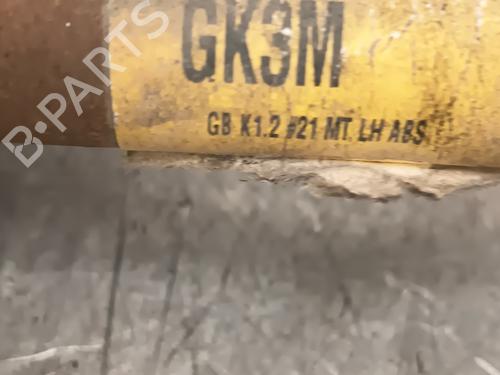 B-PARTS
GK3M
GB K1.2 #21 MT LH ABS